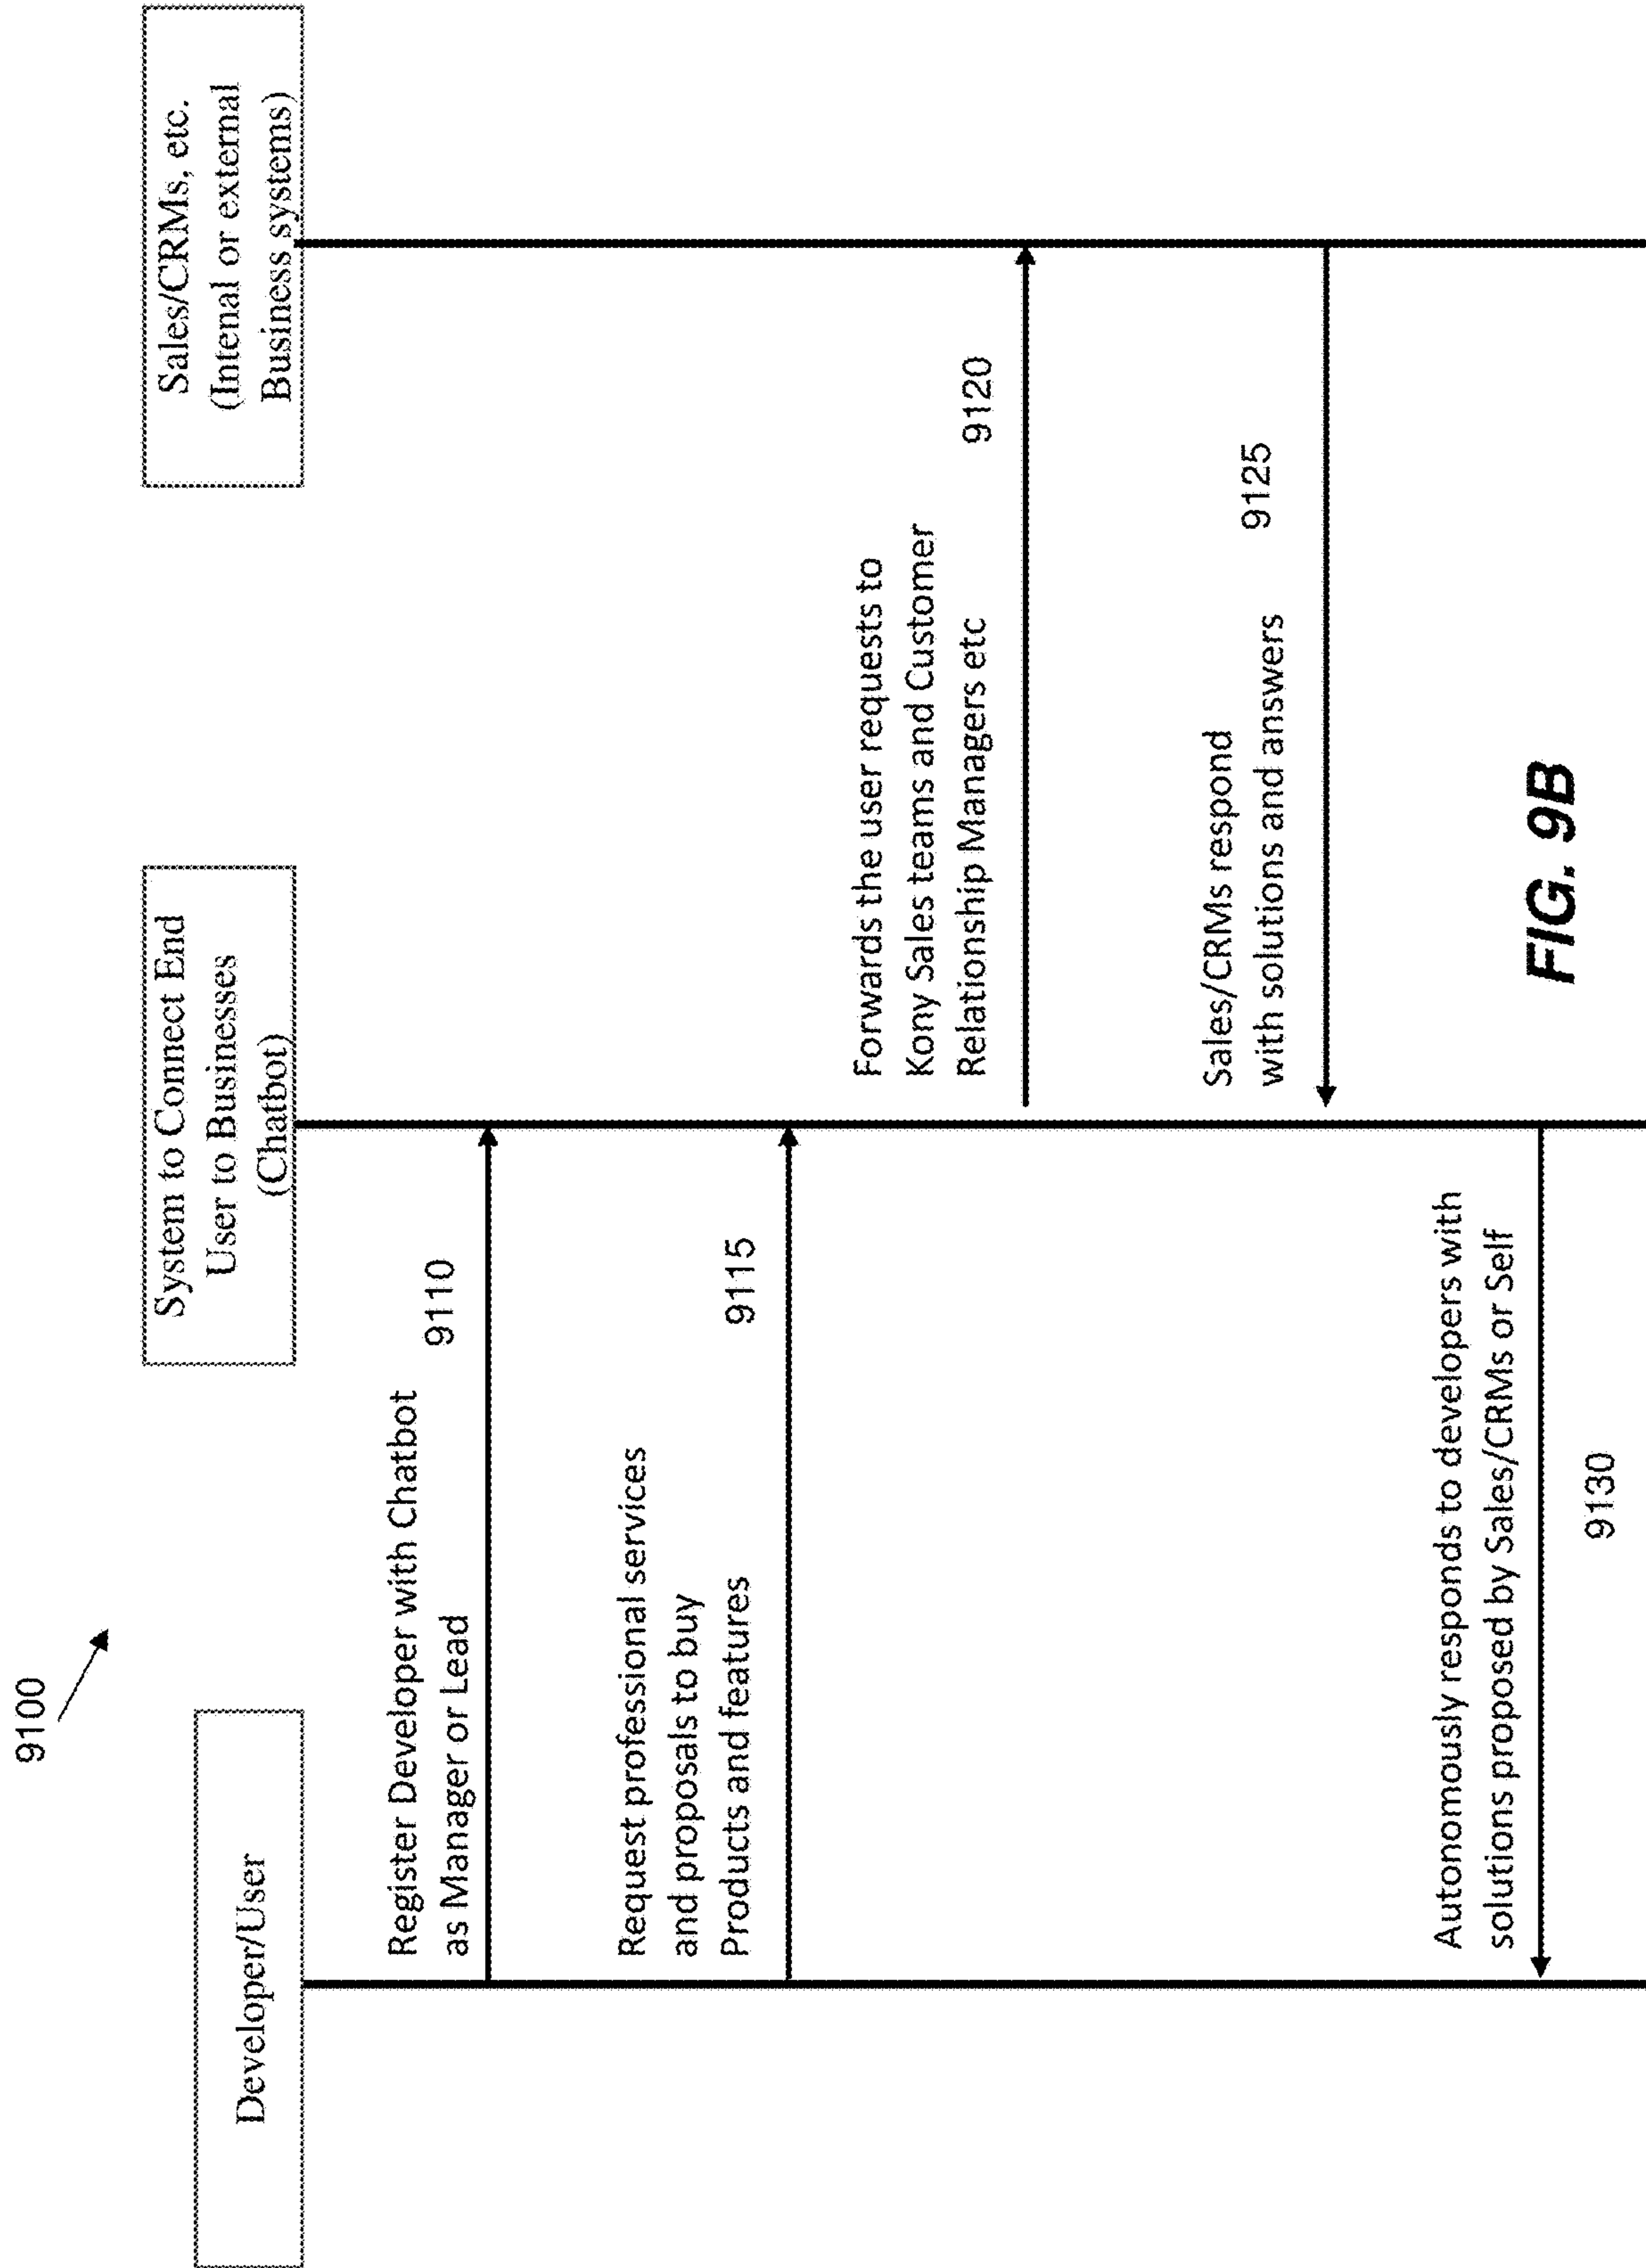 9100
Developer/User
System to Connect End
User to Businesses
(Chatbot)
Sales/CRMs, etc.
(Intenal or external
Business systems)
Register Developer with Chatbot
as Manager or Lead
9110
Request professional services
and proposals to buy
Products and features
9115
Forwards the user requests to
Kony Sales teams and Customer
Relationship Managers etc
9120
Sales/CRMs respond
with solutions and answers
9125
Autonomously responds to developers with
solutions proposed by Sales/CRMs or Self
9130
FIG. 9B